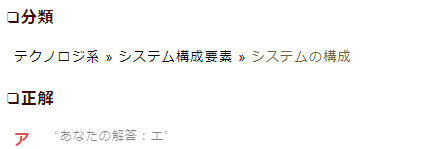 ❏分類
テクノロジ系 » システム構成要素 » システムの構成
❏正解
ア “あなたの解答：エ”